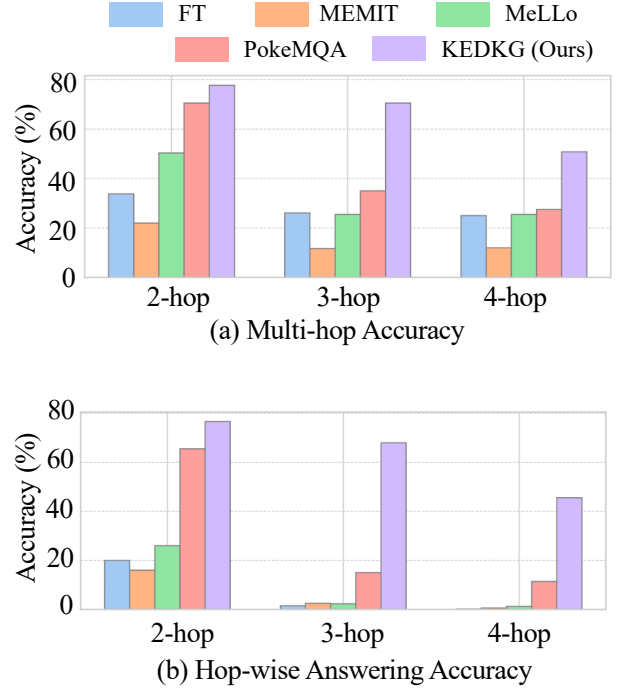 FT MEMIT MeLLo
PokeMQA KEDKG (Ours)
Accuracy (%)
80
60
40
20
0
2-hop 3-hop 4-hop
(a) Multi-hop Accuracy
Accuracy (%)
80
60
40
20
0
2-hop 3-hop 4-hop
(b) Hop-wise Answering Accuracy